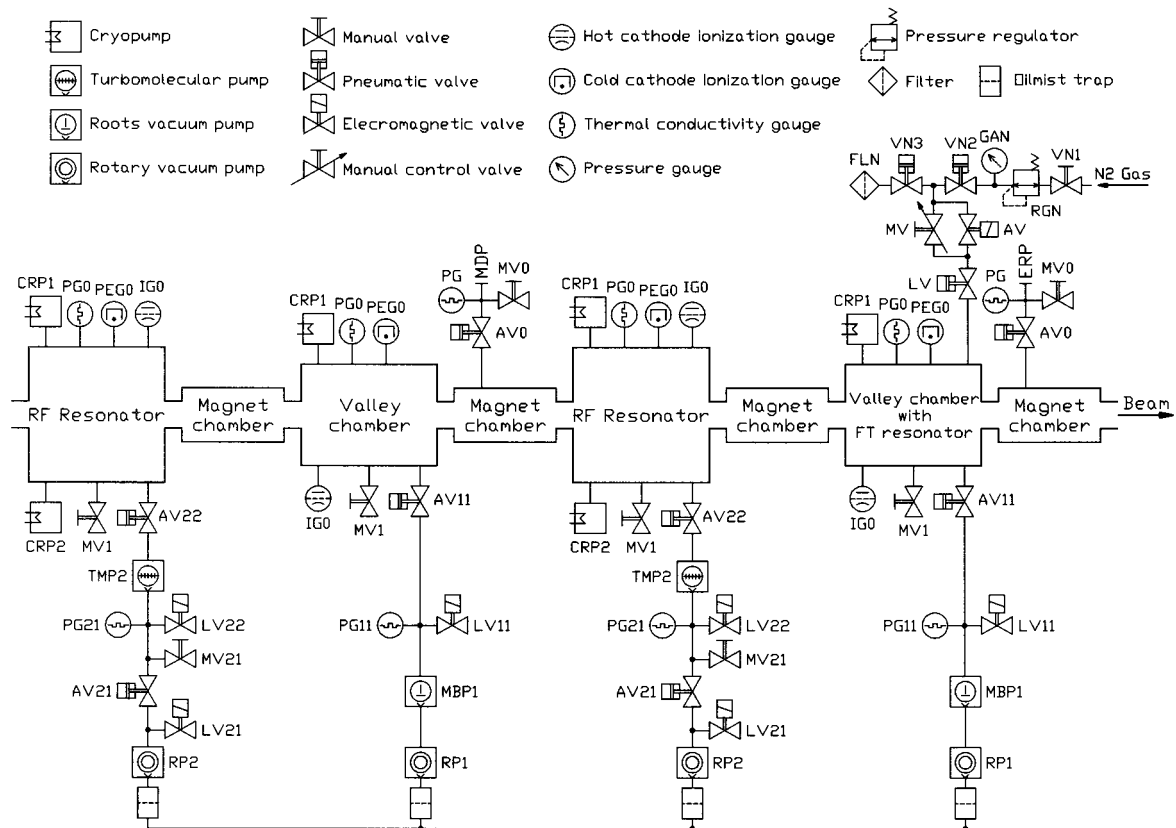 Cryopump
Manual valve
Hot cathode ionization gauge
Pressure regulator
Turbomolecular pump
Pneumatic valve
Cold cathode ionization gauge
Filter
Oilmist trap
Roots vacuum pump
Elecromagnetic valve
Thermal conductivity gauge
Rotary vacuum pump
Manual control valve
Pressure gauge
GAN
VN3
VN2
VN1
FLN
N2 Gas
RGN
MV
AV
CRP1
PG0
PEG0
IG0
CRP1
PG0
PEG0
PG
MDP
MV0
AV0
CRP1
PG0
PEG0
IG0
CRP1
PG0
PEG0
LV
PG
ERP
MV0
AV0
RF Resonator
Magnet
chamber
Valley
chamber
Magnet
chamber
RF Resonator
Magnet
chamber
Valley chamber
with
FT resonator
Magnet
chamber
Beam
CRP2
MV1
AV22
IG0
MV1
AV11
CRP2
MV1
AV22
IG0
MV1
AV11
TMP2
TMP2
PG21
LV22
PG11
LV11
PG21
LV22
PG11
LV11
MV21
MV21
AV21
MBP1
AV21
MBP1
LV21
LV21
RP2
RP1
RP2
RP1